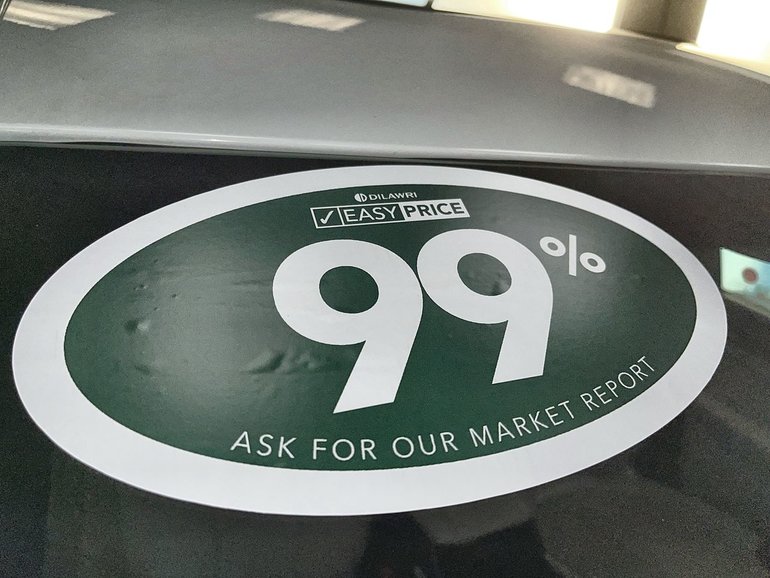 DILAWRI
✓ EASY PRICE
99%
ASK FOR OUR MARKET REPORT